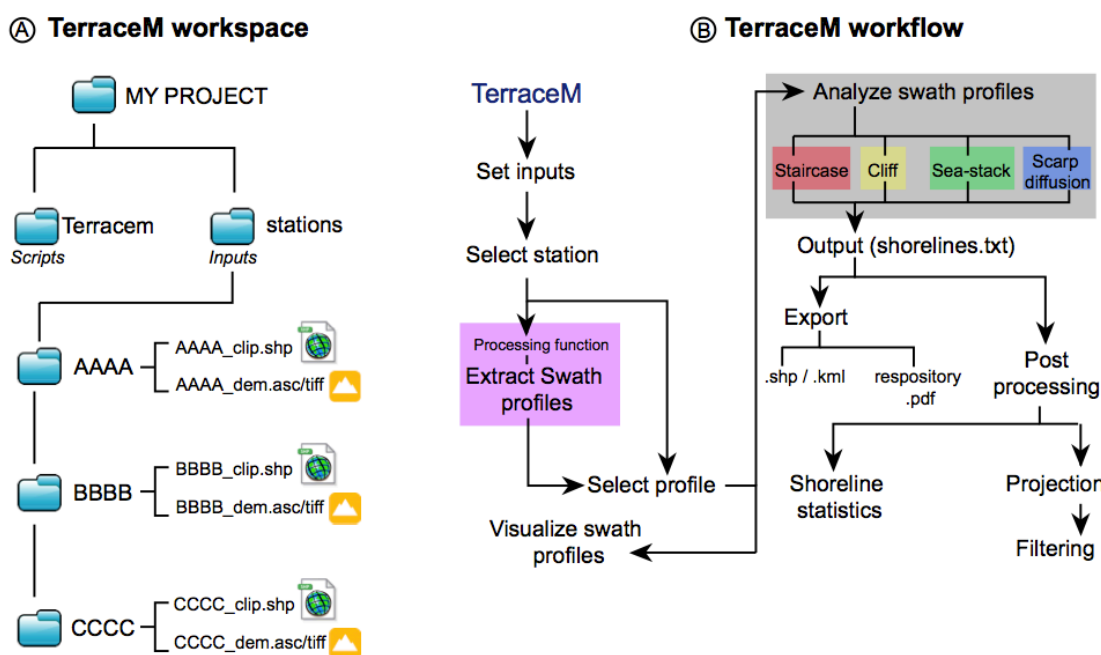 A TerraceM workspace
MY PROJECT
Terracem
Scripts
stations
Inputs
AAAA
AAAA_clip.shp
AAAA_dem.asc/tiff
BBBB
BBBB_clip.shp
BBBB_dem.asc/tiff
CCCC
CCCC_clip.shp
CCCC_dem.asc/tiff
B TerraceM workflow
TerraceM
Set inputs
Select station
Processing function
Extract Swath
profiles
Select profile
Visualize swath
profiles
Analyze swath profiles
Staircase
Cliff
Sea-stack
Scarp
diffusion
Output (shorelines.txt)
Export
.shp / .kml
respository
.pdf
Post
processing
Shoreline
statistics
Projection
Filtering